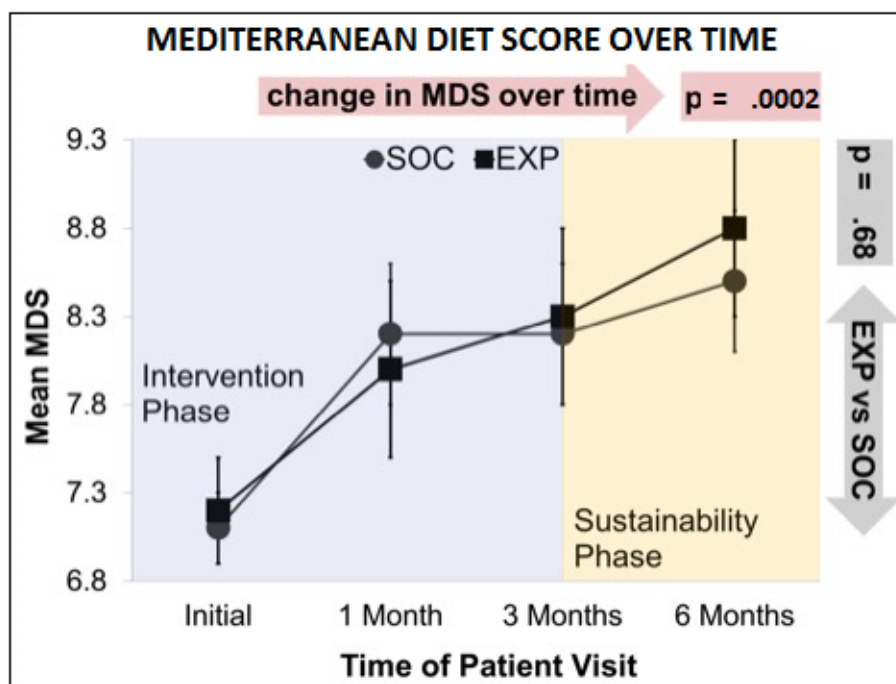 MEDITERRANEAN DIET SCORE OVER TIME
change in MDS over time
p = .0002
SOC EXP
9.3
8.8
8.3
7.8
7.3
6.8
Mean MDS
Intervention
Phase
Sustainability
Phase
p = .68
EXP vs SOC
Initial 1 Month 3 Months 6 Months
Time of Patient Visit